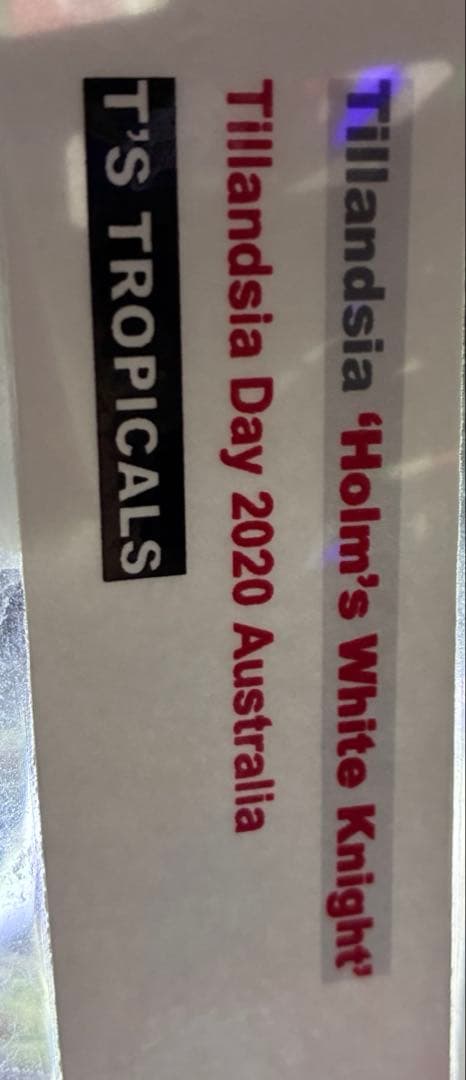 Tillandsia ‘Holm’s White Knight’
Tillandsia Day 2020 Australia
T’S TROPICALS